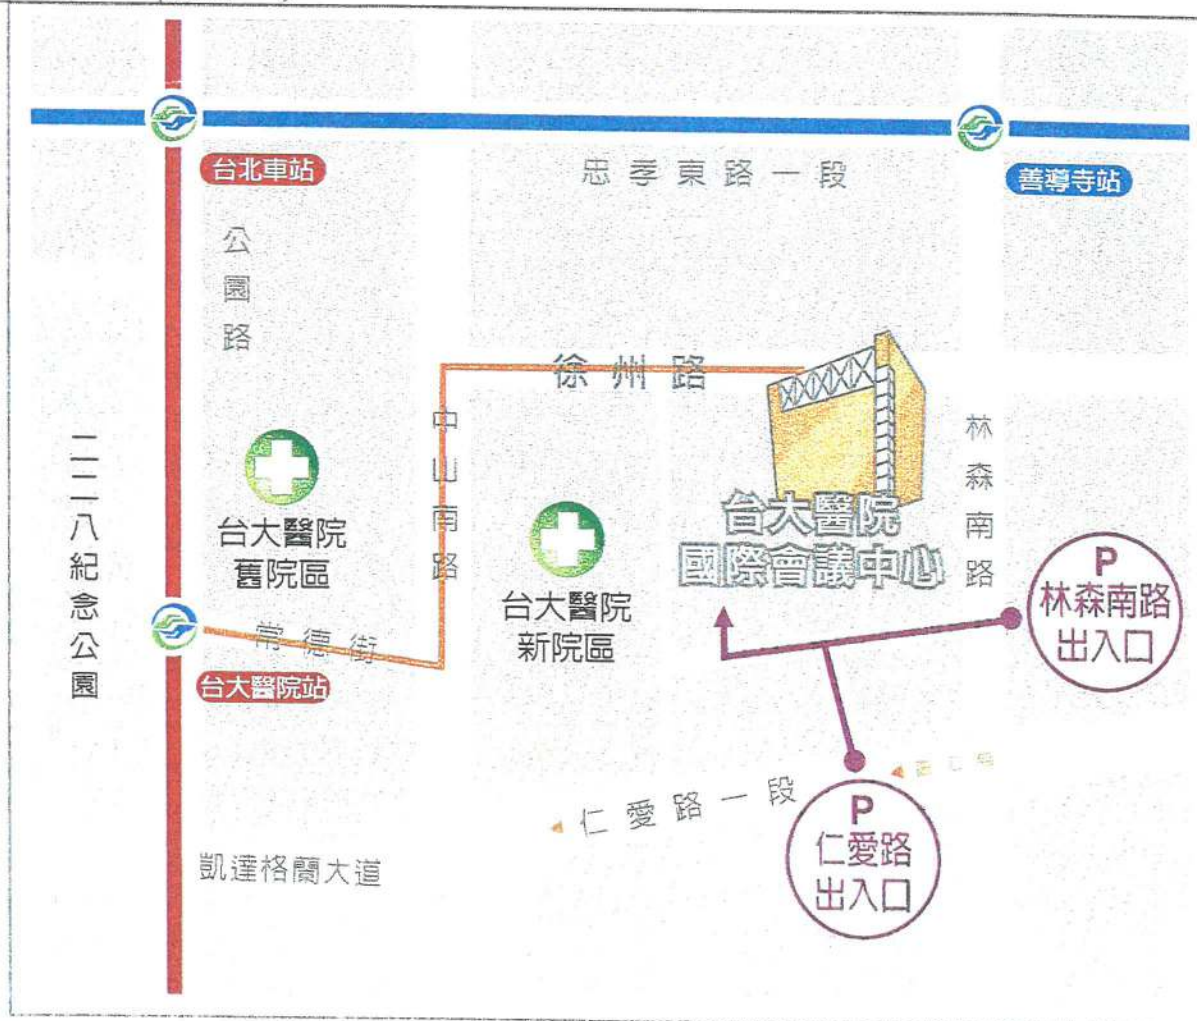 台北車站
忠孝東路一段
善導寺站
公園路
徐州路
中山南路
林森南路
二二八紀念公園
台大醫院
舊院區
台大醫院
新院區
台大醫院
國際會議中心
P
林森南路
出入口
常德街
台大醫院站
仁愛路一段
P
仁愛路
出入口
凱達格蘭大道